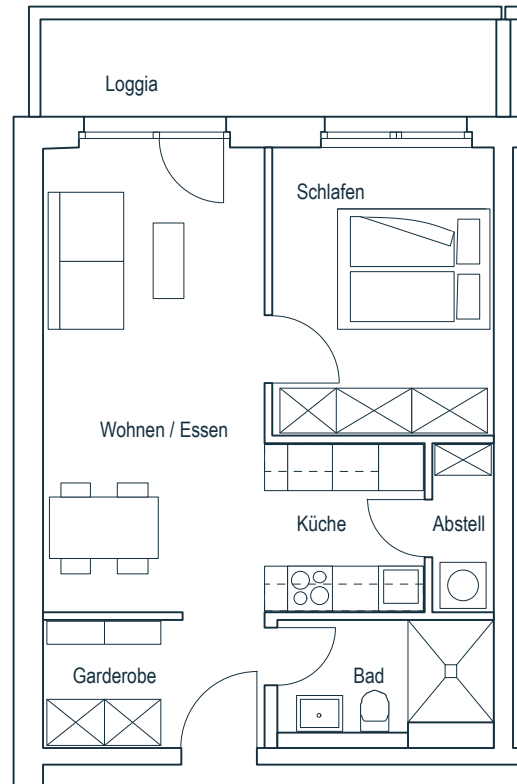 Loggia
Schlafen
Wohnen / Essen
Küche
Abstell
Garderobe
Bad